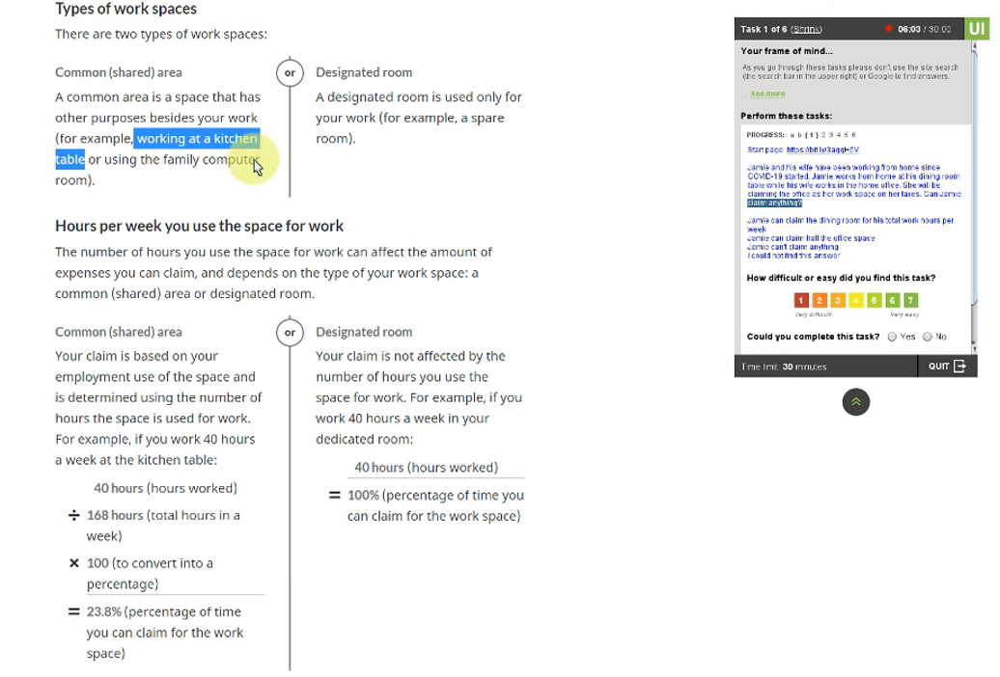 Types of work spaces
There are two types of work spaces:
Common (shared) area
A common area is a space that has
other purposes besides your work
(for example, working at a kitchen
table or using the family computer
room).
or
Designated room
A designated room is used only for
your work (for example, a spare
room).
Hours per week you use the space for work
The number of hours you use the space for work can affect the amount of
expenses you can claim, and depends on the type of your work space: a
common (shared) area or designated room.
Common (shared) area
Your claim is based on your
employment use of the space and
is determined using the number of
hours the space is used for work.
For example, if you work 40 hours
a week at the kitchen table:
40 hours (hours worked)
÷ 168 hours (total hours in a
week)
× 100 (to convert into a
percentage)
= 23.8% (percentage of time
you can claim for the work
space)
or
Designated room
Your claim is not affected by the
number of hours you use the
space for work. For example, if you
work 40 hours a week in your
dedicated room:
40 hours (hours worked)
= 100% (percentage of time you
can claim for the work space)
Task 1 of 6 (Shrink)
06:03 / 30:00
UI
Your frame of mind...
As you go through these tasks please don't use the site search
(the search bar in the upper right) or Google to find answers.
... See more
Perform these tasks:
PROGRESS: a b { 1 } 2 3 4 5 6
Start page: https://bit.ly/3aqqH5V
Jamie and his wife have been working from home since
COVID-19 started. Jamie works from home at his dining room
table while his wife works in the home office. She will be
claiming the office as her work space on her taxes. Can Jamie
claim anything?
Jamie can claim the dining room for his total work hours per
week
Jamie can claim half the office space
Jamie can't claim anything
I could not find this answer
How difficult or easy did you find this task?
1 2 3 4 5 6 7
Very difficult
Very easy
Could you complete this task? Yes No
Time limit: 30 minutes
QUIT